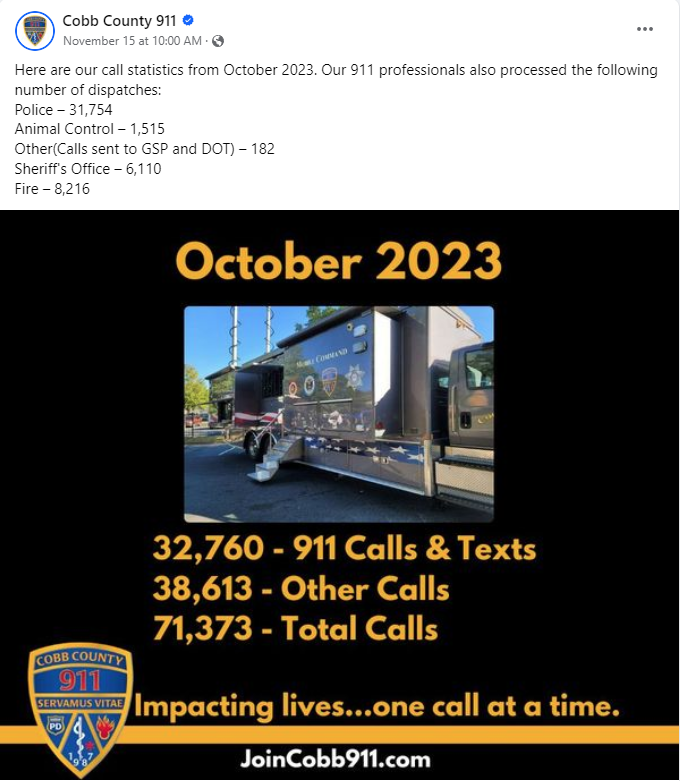 Cobb County 911
November 15 at 10:00 AM ·
Here are our call statistics from October 2023. Our 911 professionals also processed the following
number of dispatches:
Police – 31,754
Animal Control – 1,515
Other(Calls sent to GSP and DOT) – 182
Sheriff's Office – 6,110
Fire – 8,216
October 2023
MOBILE COMMAND
32,760 - 911 Calls & Texts
38,613 - Other Calls
71,373 - Total Calls
COBB COUNTY
911
SERVAMUS VITAE
PD
1987
Impacting lives...one call at a time.
JoinCobb911.com